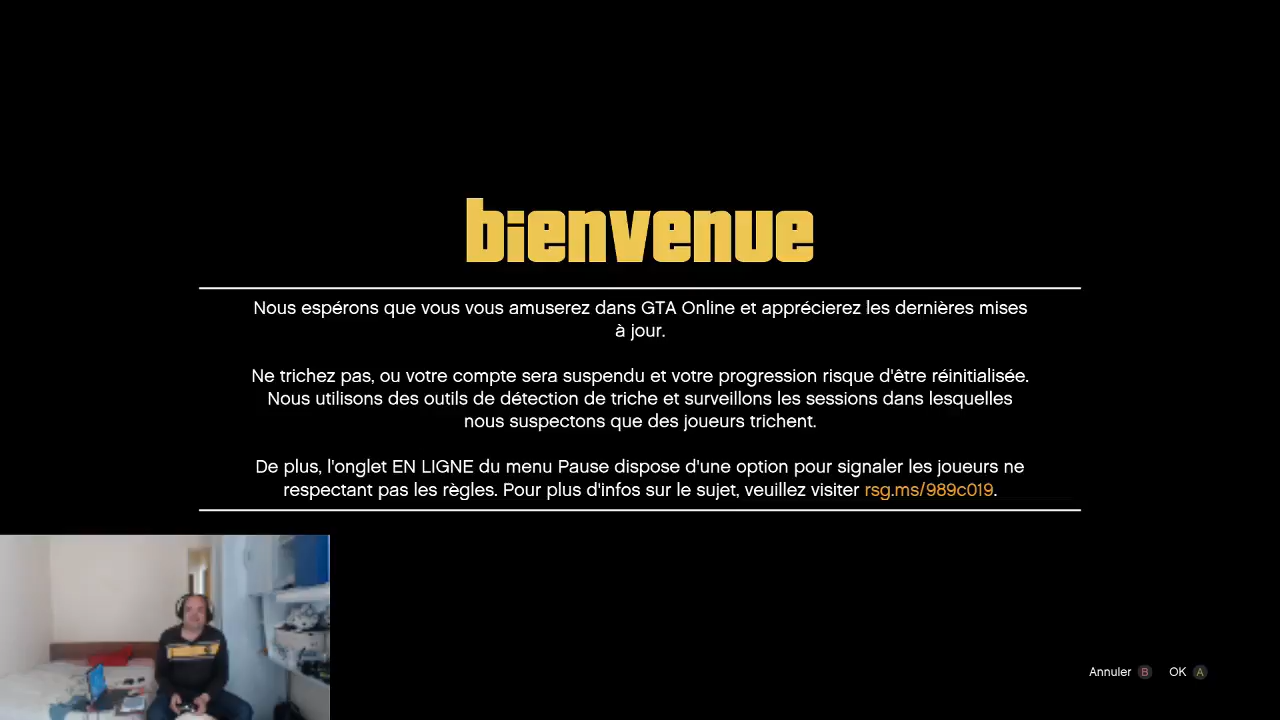 bienvenue
Nous espérons que vous vous amuserez dans GTA Online et apprécierez les dernières mises
à jour.
Ne trichez pas, ou votre compte sera suspendu et votre progression risque d'être réinitialisée.
Nous utilisons des outils de détection de triche et surveillons les sessions dans lesquelles
nous suspectons que des joueurs trichent.
De plus, l'onglet EN LIGNE du menu Pause dispose d'une option pour signaler les joueurs ne
respectant pas les règles. Pour plus d'infos sur le sujet, veuillez visiter rsg.ms/989c019.
Annuler B OK A